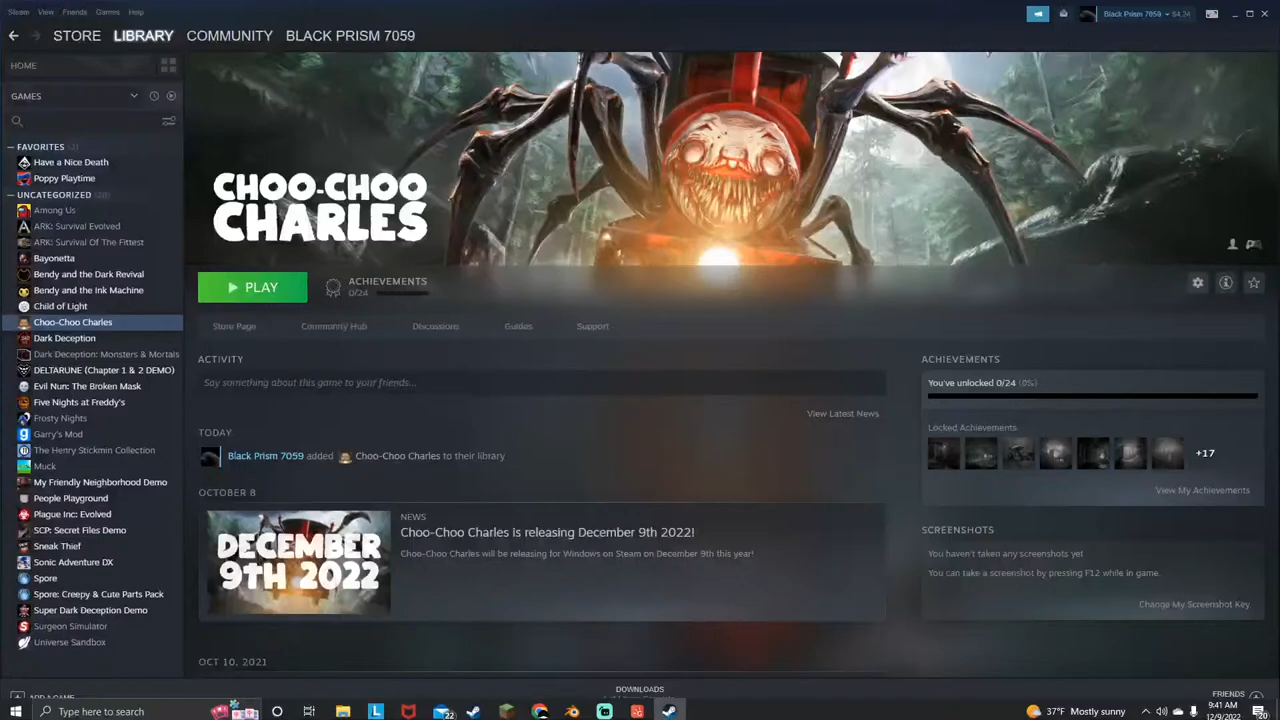 Steam View Friends Games Help
Black Prism 7059
$4.24
STORE LIBRARY COMMUNITY BLACK PRISM 7059
HOME
GAMES
FAVORITES (2)
Have a Nice Death
Poppy Playtime
UNCATEGORIZED
Among Us
ARK: Survival Evolved
ARK: Survival Of The Fittest
Bayonetta
Bendy and the Dark Revival
Bendy and the Ink Machine
Child of Light
Choo-Choo Charles
Dark Deception
Dark Deception: Monsters & Mortals
DELTARUNE (Chapter 1 & 2 DEMO)
Evil Nun: The Broken Mask
Five Nights at Freddy's
Frosty Nights
Garry's Mod
The Henry Stickmin Collection
Muck
My Friendly Neighborhood Demo
People Playground
Plague Inc: Evolved
SCP: Secret Files Demo
Sneak Thief
Sonic Adventure DX
Spore
Spore: Creepy & Cute Parts Pack
Super Dark Deception Demo
Surgeon Simulator
Universe Sandbox
ADD A GAME
CHOO-CHOO
CHARLES
PLAY
ACHIEVEMENTS
0/24
Store Page Community Hub Discussions Guides Support
ACTIVITY
Say something about this game to your friends...
View Latest News
TODAY
Black Prism 7059 added Choo-Choo Charles to their library
OCTOBER 8
DECEMBER
9TH 2022
NEWS
Choo-Choo Charles is releasing December 9th 2022!
Choo-Choo Charles will be releasing for Windows on Steam on December 9th this year!
OCT 10, 2021
ACHIEVEMENTS
You've unlocked 0/24 (0%)
Locked Achievements
+17
View My Achievements
SCREENSHOTS
You haven't taken any screenshots yet
You can take a screenshot by pressing F12 while in game.
Change My Screenshot Key
DOWNLOADS
FRIENDS
Type here to search
22
37°F Mostly sunny
9:41 AM
12/9/2022